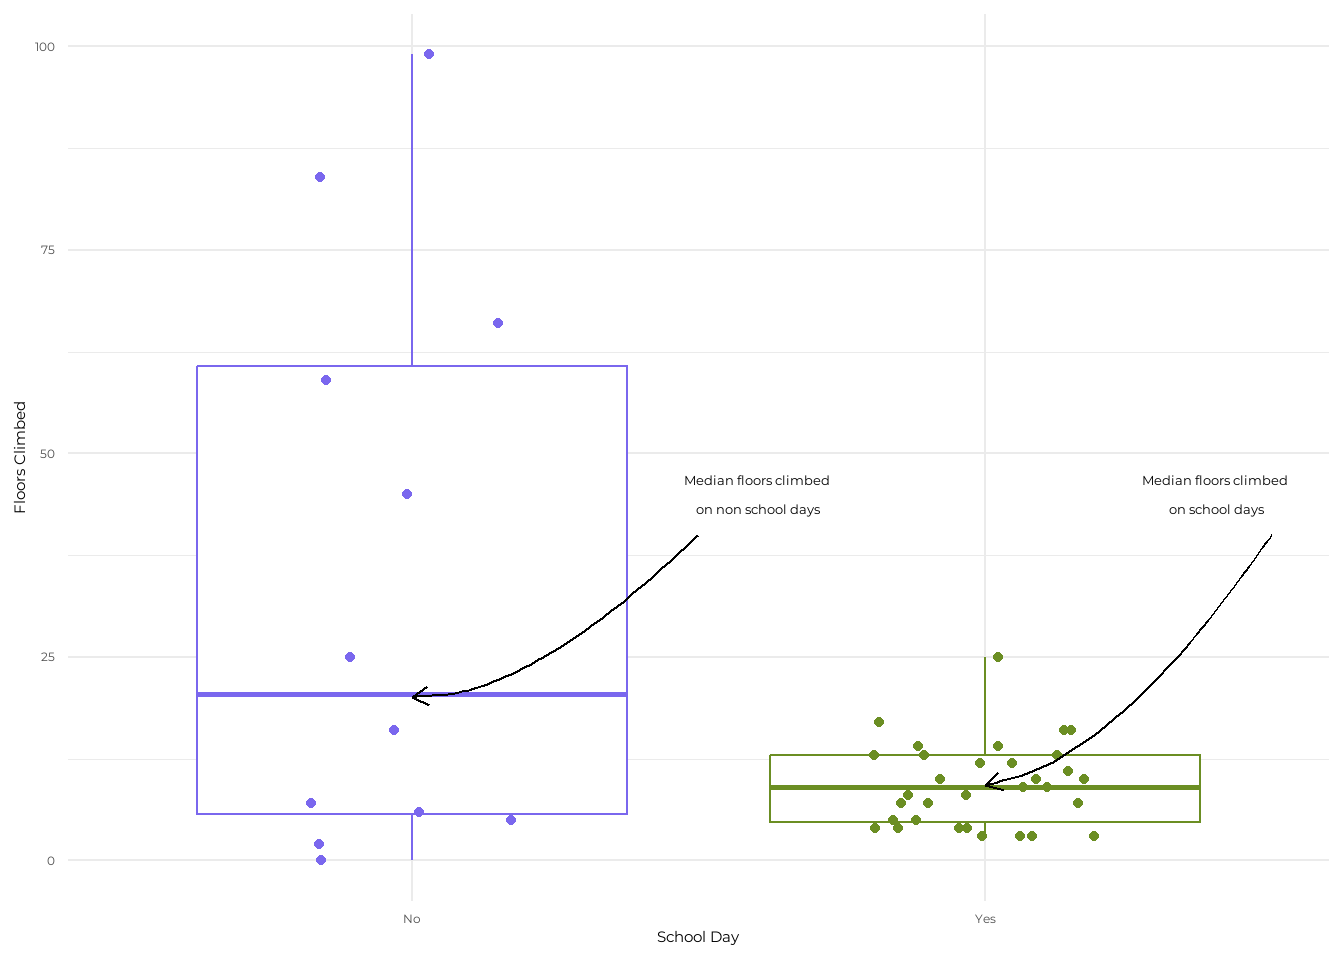 100
75
50
25
0
Floors Climbed
Median floors climbed
on non school days
Median floors climbed
on school days
No
Yes
School Day